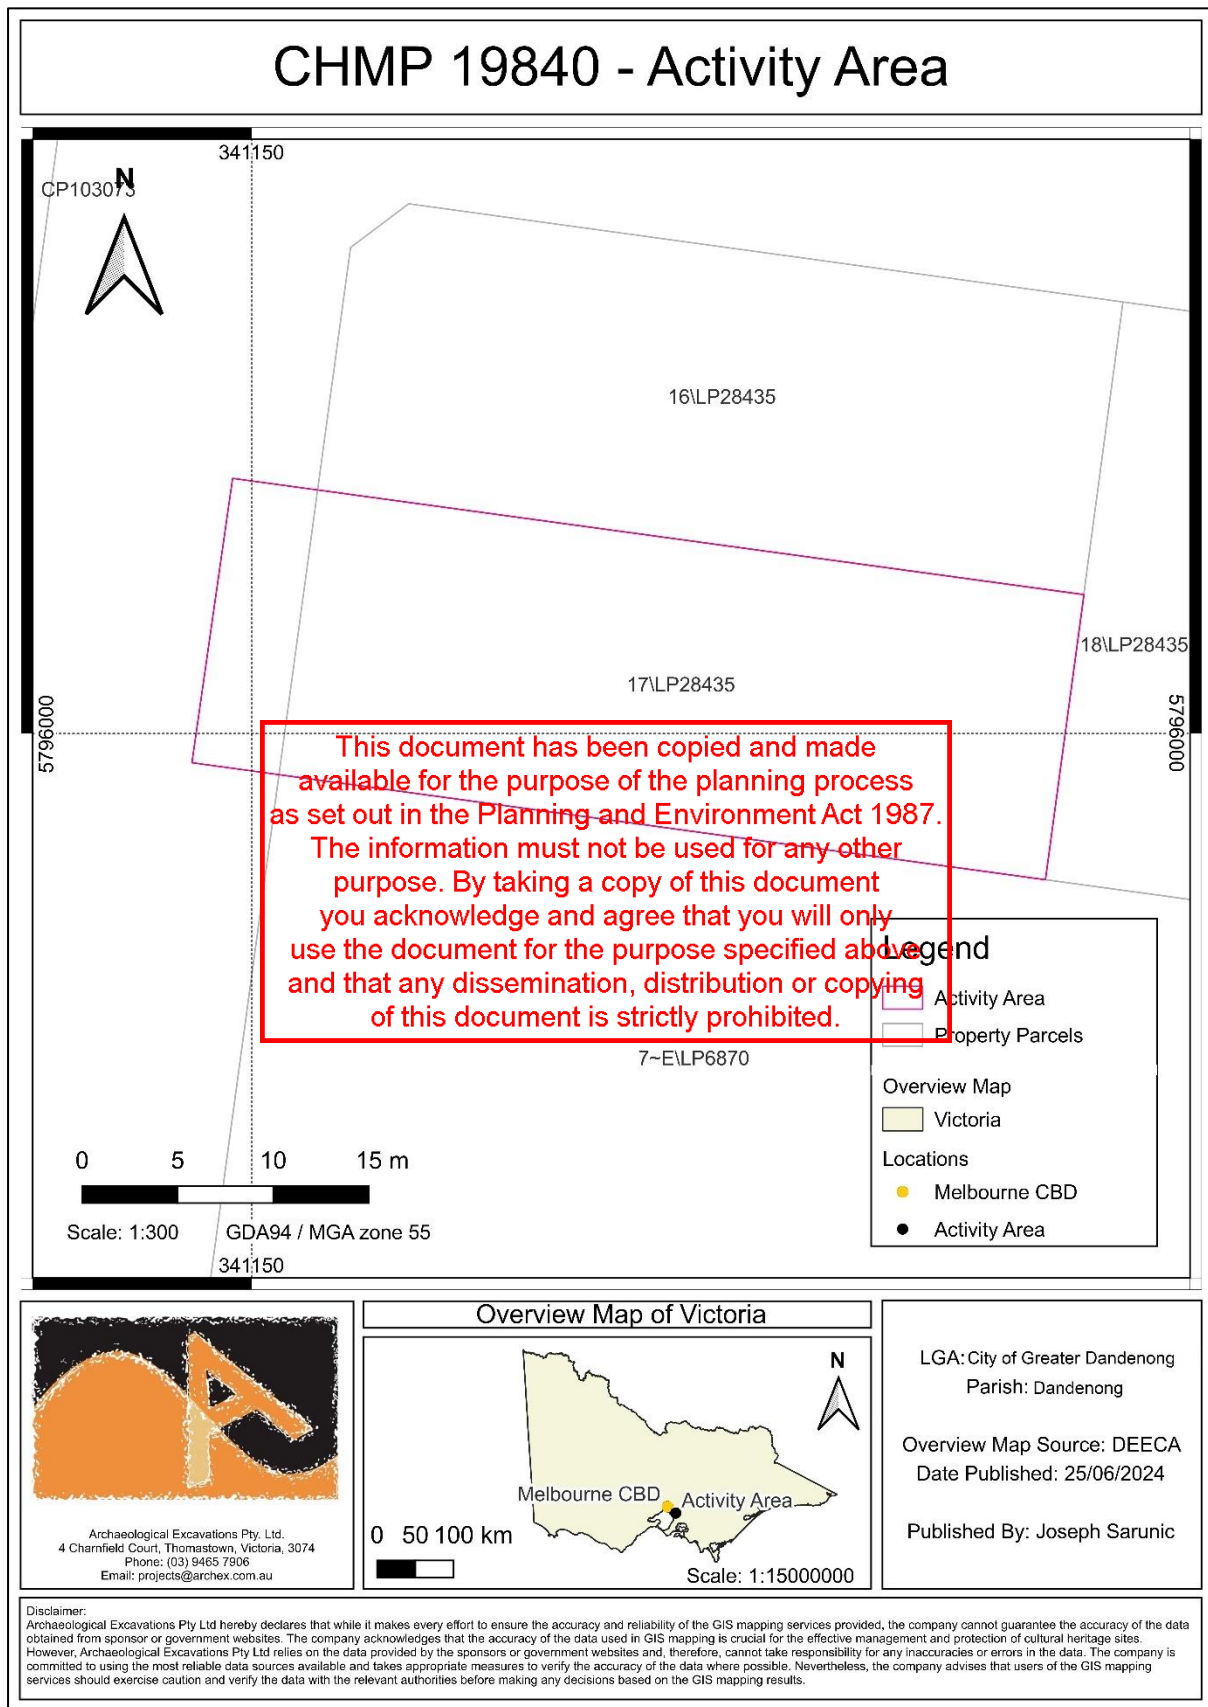 CHMP 19840 - Activity Area
341150
CP103073
N
16\LP28435
18\LP28435
17\LP28435
5796000
5796000
This document has been copied and made
available for the purpose of the planning process
as set out in the Planning and Environment Act 1987.
The information must not be used for any other
purpose. By taking a copy of this document
you acknowledge and agree that you will only
use the document for the purpose specified above
and that any dissemination, distribution or copying
of this document is strictly prohibited.
7~E\LP6870
Legend
Activity Area
Property Parcels
Overview Map
Victoria
Locations
Melbourne CBD
Activity Area
0 5 10 15 m
Scale: 1:300 GDA94 / MGA zone 55
341150
Archaeological Excavations Pty. Ltd.
4 Charnfield Court, Thomastown, Victoria, 3074
Phone: (03) 9465 7906
Email: projects@archex.com.au
Overview Map of Victoria
N
Melbourne CBD Activity Area
0 50 100 km
Scale: 1:15000000
LGA: City of Greater Dandenong
Parish: Dandenong
Overview Map Source: DEECA
Date Published: 25/06/2024
Published By: Joseph Sarunic
Disclaimer:
Archaeological Excavations Pty Ltd hereby declares that while it makes every effort to ensure the accuracy and reliability of the GIS mapping services provided, the company cannot guarantee the accuracy of the data
obtained from sponsor or government websites. The company acknowledges that the accuracy of the data used in GIS mapping is crucial for the effective management and protection of cultural heritage sites.
However, Archaeological Excavations Pty Ltd relies on the data provided by the sponsors or government websites and, therefore, cannot take responsibility for any inaccuracies or errors in the data. The company is
committed to using the most reliable data sources available and takes appropriate measures to verify the accuracy of the data where possible. Nevertheless, the company advises that users of the GIS mapping
services should exercise caution and verify the data with the relevant authorities before making any decisions based on the GIS mapping results.